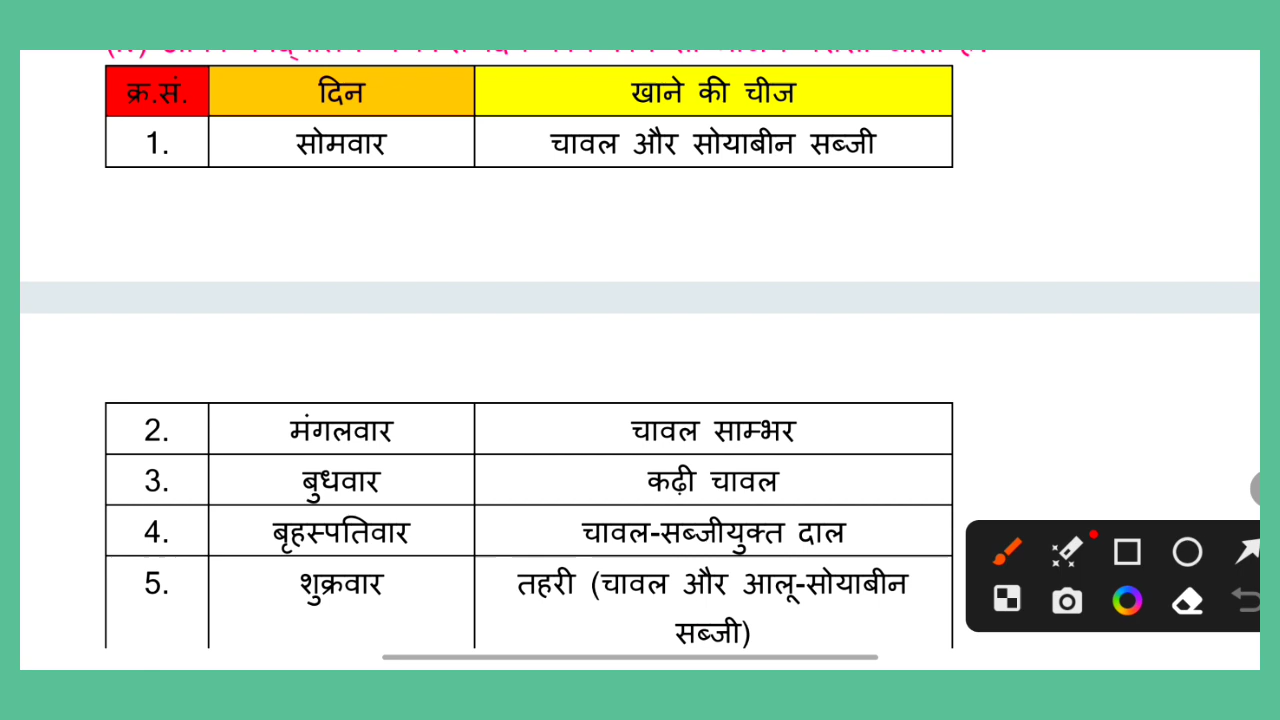 क्र.सं. दिन खाने की चीज
1. सोमवार चावल और सोयाबीन सब्जी
2. मंगलवार चावल साम्भर
3. बुधवार कढ़ी चावल
4. बृहस्पतिवार चावल-सब्जीयुक्त दाल
5. शुक्रवार तहरी (चावल और आलू-सोयाबीन
सब्जी)